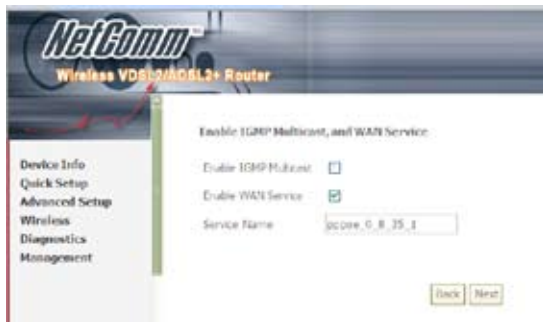 NetComm™
Wireless VDSL2/ADSL2+ Router
Device Info
Quick Setup
Advanced Setup
Wireless
Diagnostics
Management
Enable IGMP Multicast, and WAN Service
Enable IGMP Multicast
Enable WAN Service
Service Name pppoe_0_8_35_1
Back Next